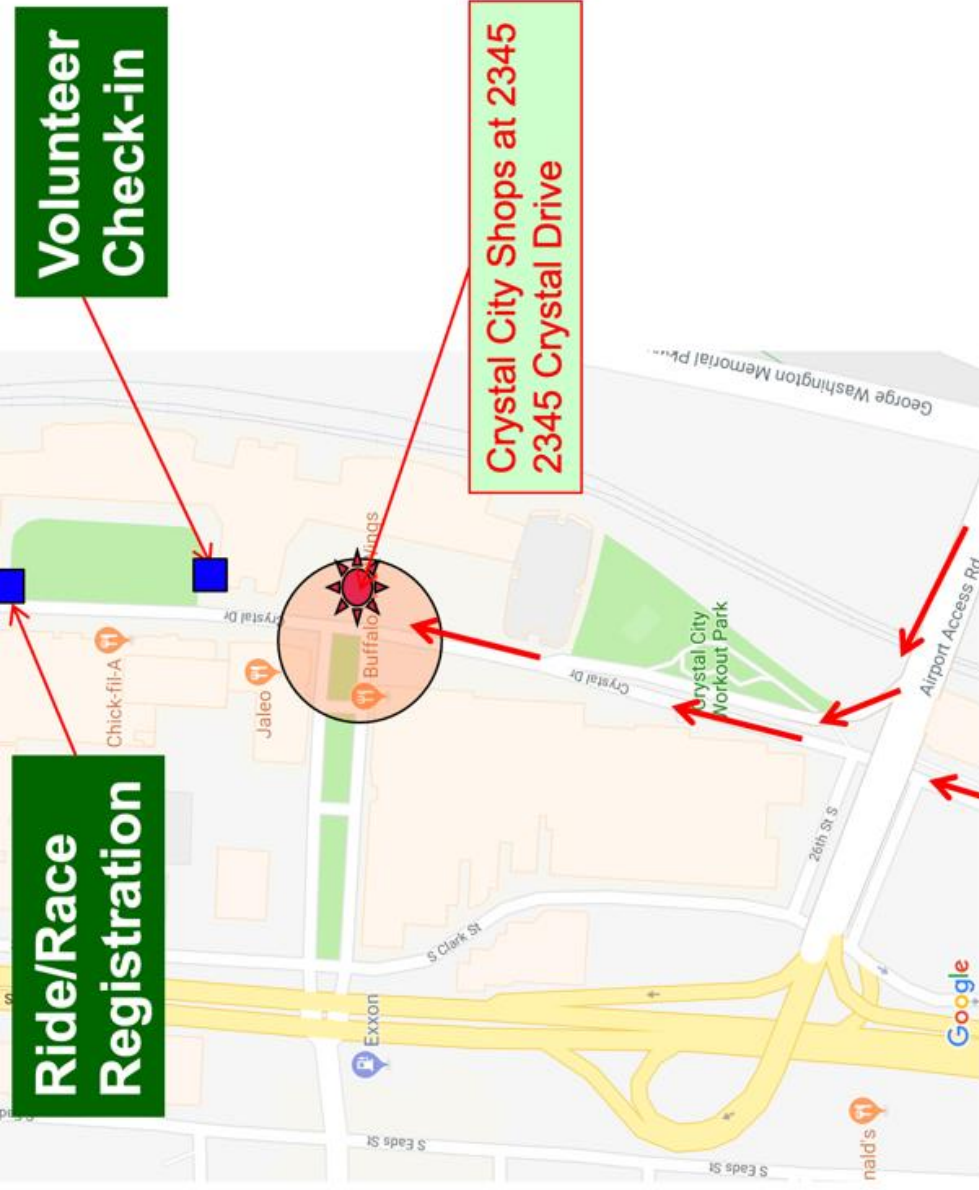 Volunteer
Check-in
Ride/Race
Registration
Crystal City Shops at 2345
2345 Crystal Drive
Chick-fil-A
Jaleo
Buffalo Wings
Crystal Dr
Crystal Dr
Crystal City
Workout Park
George Washington Memorial
Airport Access Rd
26th St S
S Clark St
Exxon
S Eads St
S Eads St
nald's
S
Google